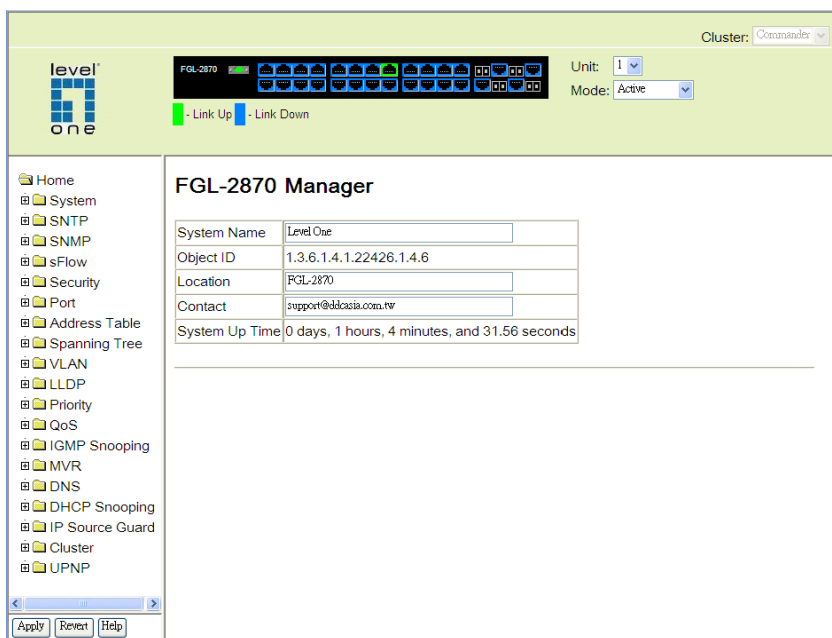 Cluster: Commander
level
one
FGL-2870
Unit: 1
Mode: Active
- Link Up - Link Down
Home
System
SNTP
SNMP
sFlow
Security
Port
Address Table
Spanning Tree
VLAN
LLDP
Priority
QoS
IGMP Snooping
MVR
DNS
DHCP Snooping
IP Source Guard
Cluster
UPNP
Apply Revert Help
FGL-2870 Manager
System Name Level One
Object ID 1.3.6.1.4.1.22426.1.4.6
Location FGL-2870
Contact support@ddcasia.com.tw
System Up Time 0 days, 1 hours, 4 minutes, and 31.56 seconds